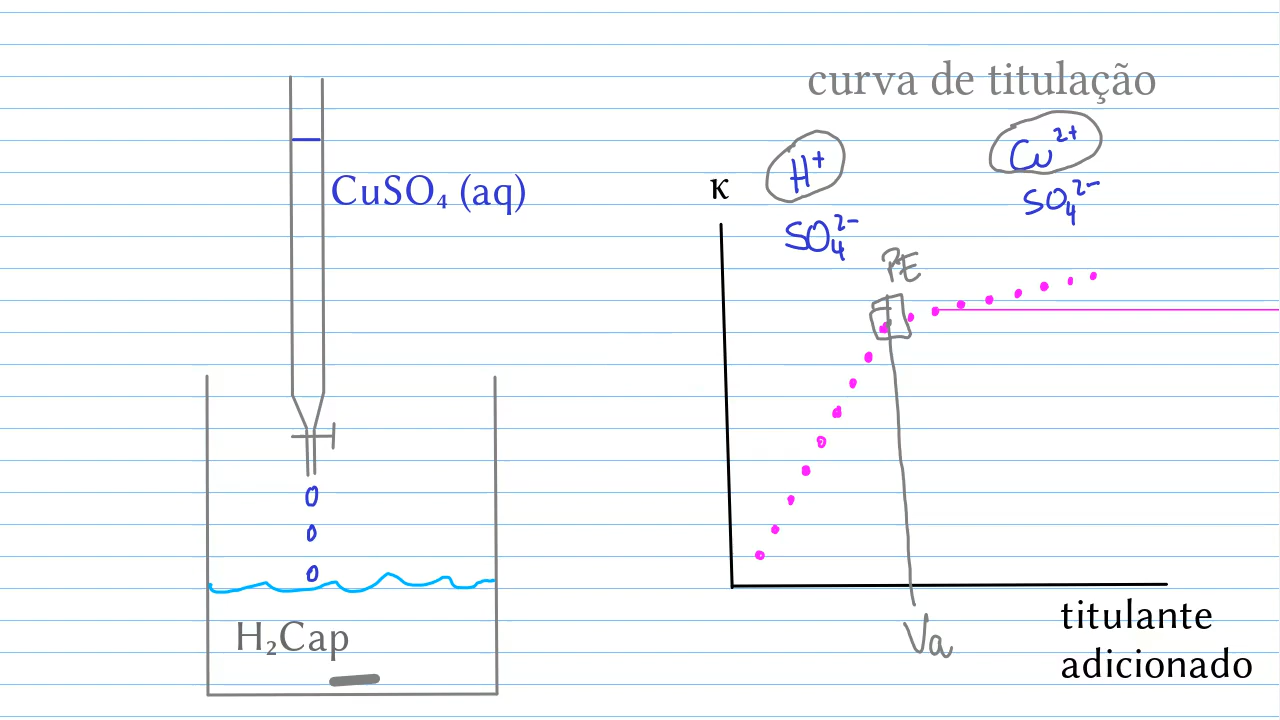 curva de titulação
H⁺
Cu²⁺
κ
SO₄²⁻
SO₄²⁻
CuSO₄ (aq)
PE
H₂Cap
Va
titulante
adicionado